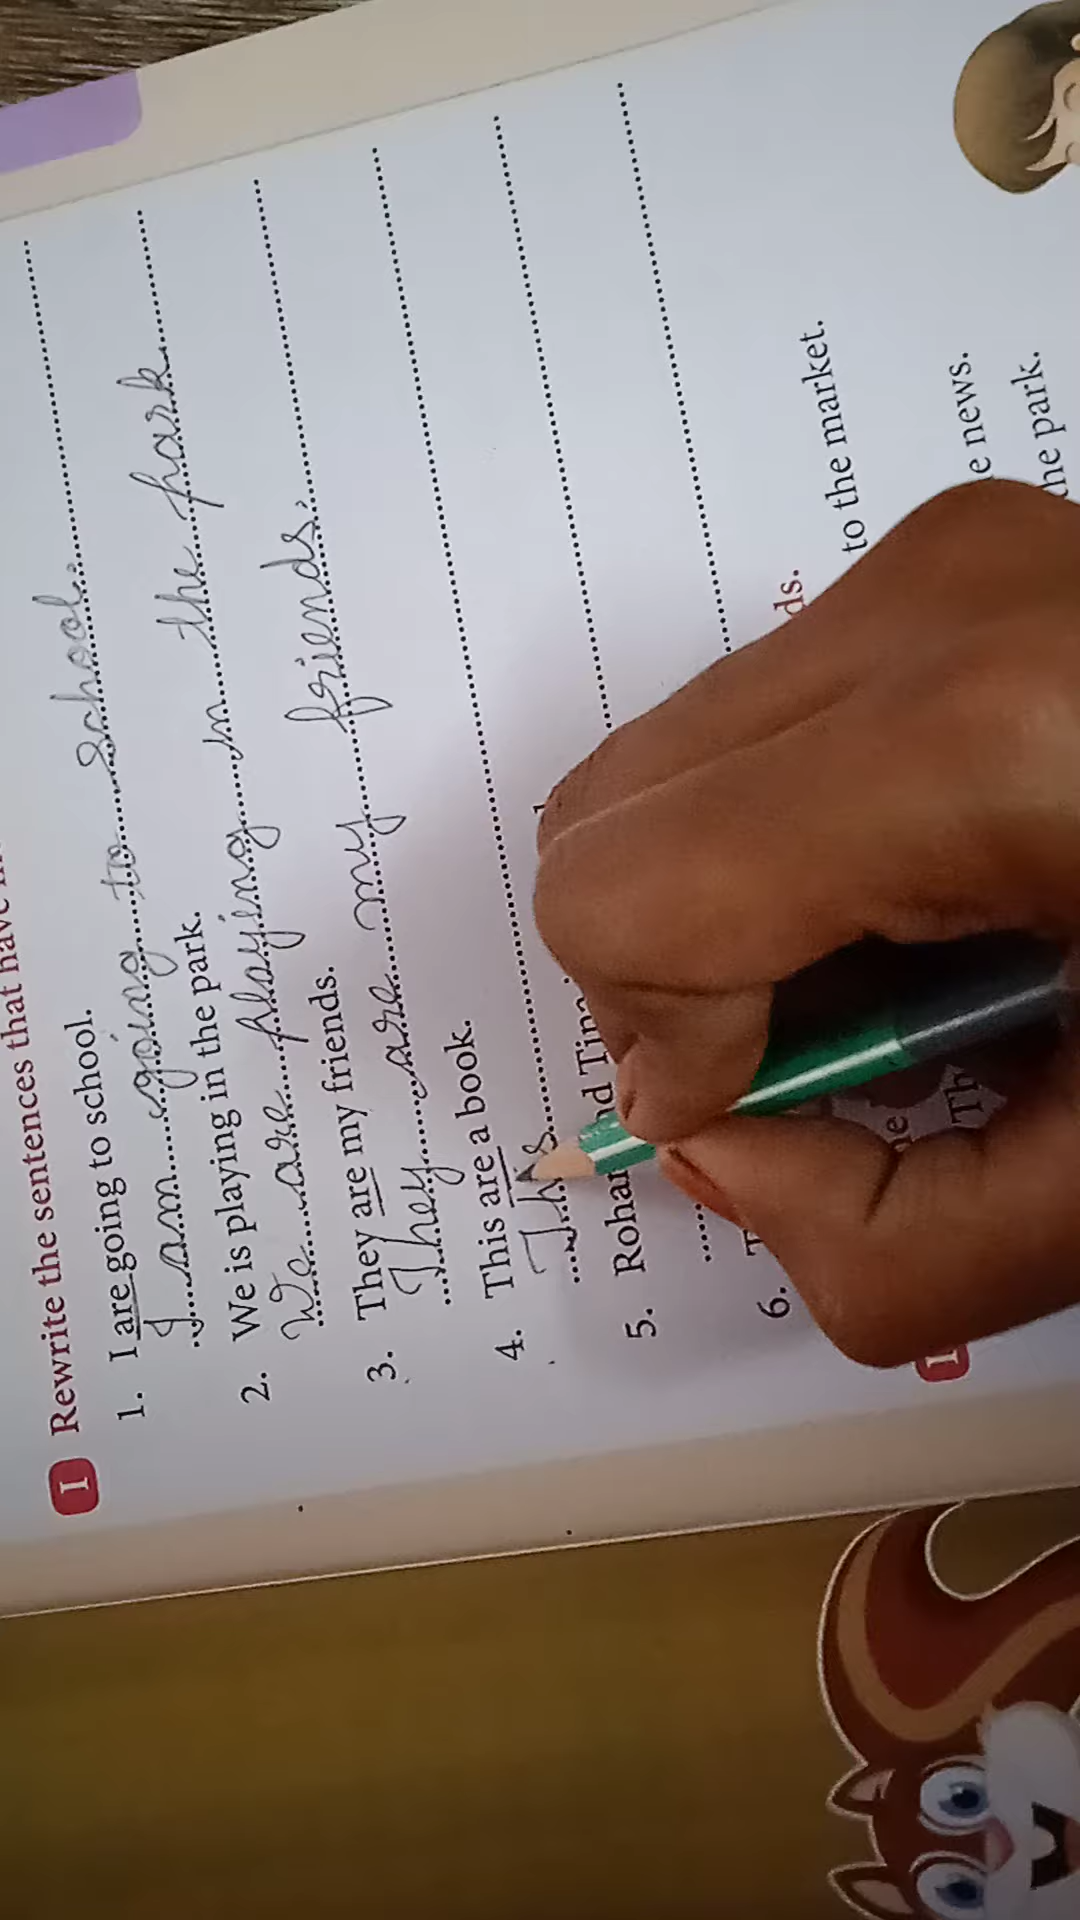 I Rewrite the sentences that have
1. I are going to school.
I am going to school.
2. We is playing in the park.
We are playing in the park
3. They are my friends.
They are my friends.
4. This are a book.
This
5. Rohan
6.
ds.
to the market.
e news.
he park.